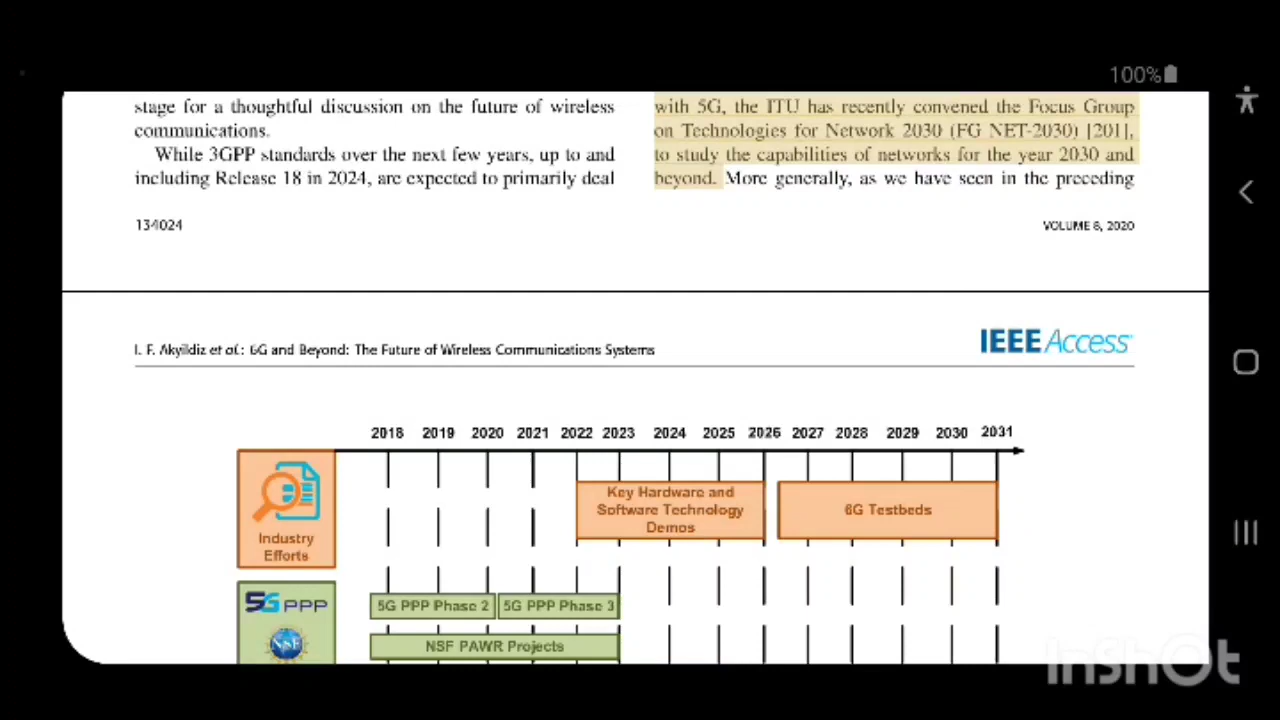 100%
stage for a thoughtful discussion on the future of wireless
communications.
While 3GPP standards over the next few years, up to and
including Release 18 in 2024, are expected to primarily deal
with 5G, the ITU has recently convened the Focus Group
on Technologies for Network 2030 (FG NET-2030) [201],
to study the capabilities of networks for the year 2030 and
beyond. More generally, as we have seen in the preceding
134024
VOLUME 8, 2020
I. F. Akyildiz et al.: 6G and Beyond: The Future of Wireless Communications Systems
IEEE Access
2018 2019 2020 2021 2022 2023 2024 2025 2026 2027 2028 2029 2030 2031
Industry
Efforts
Key Hardware and
Software Technology
Demos
6G Testbeds
5G PPP
NSF
5G PPP Phase 2
5G PPP Phase 3
NSF PAWR Projects
InShOt